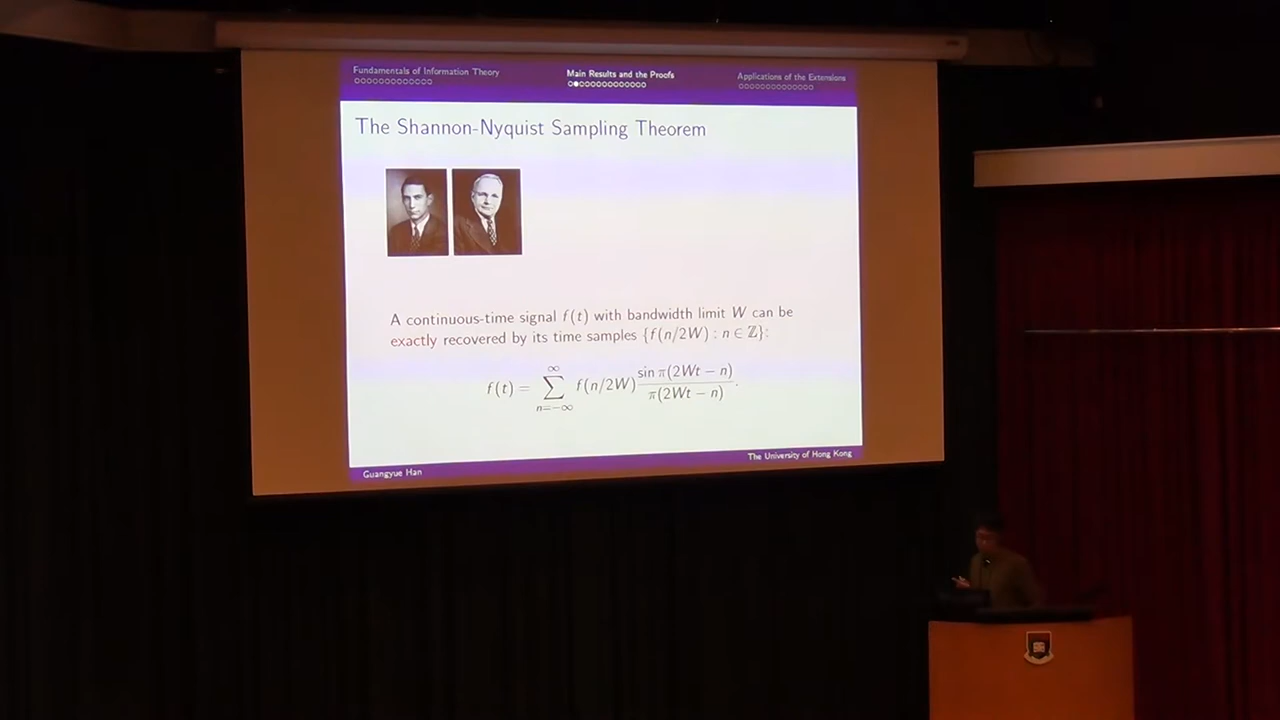 Fundamentals of Information Theory
Main Results and the Proofs
Applications of the Extensions
The Shannon-Nyquist Sampling Theorem
A continuous-time signal f(t) with bandwidth limit W can be
exactly recovered by its time samples {f(n/2W) : n ∈ ℤ}:
f(t) = ∑_{n=−∞}^{∞} f(n/2W) \frac{sin π(2Wt − n)}{π(2Wt − n)}.
Guangyue Han
The University of Hong Kong